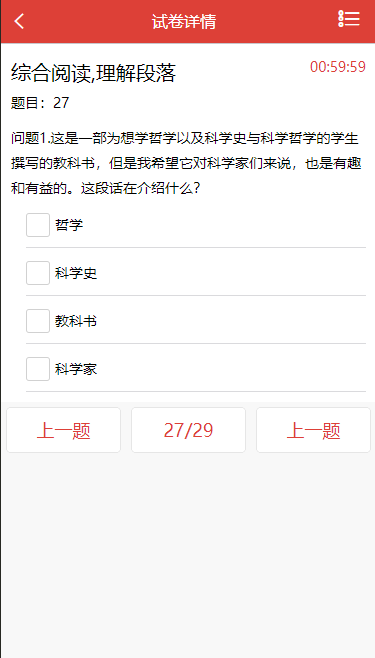 试卷详情
综合阅读,理解段落
00:59:59
题目：27
问题1.这是一部为想学哲学以及科学史与科学哲学的学生
撰写的教科书，但是我希望它对科学家们来说，也是有趣
和有益的。这段话在介绍什么？
哲学
科学史
教科书
科学家
上一题
27/29
上一题